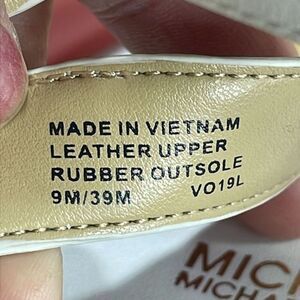 MADE IN VIETNAM
LEATHER UPPER
RUBBER OUTSOLE
9M/39M VO19L
MIC
MICHA